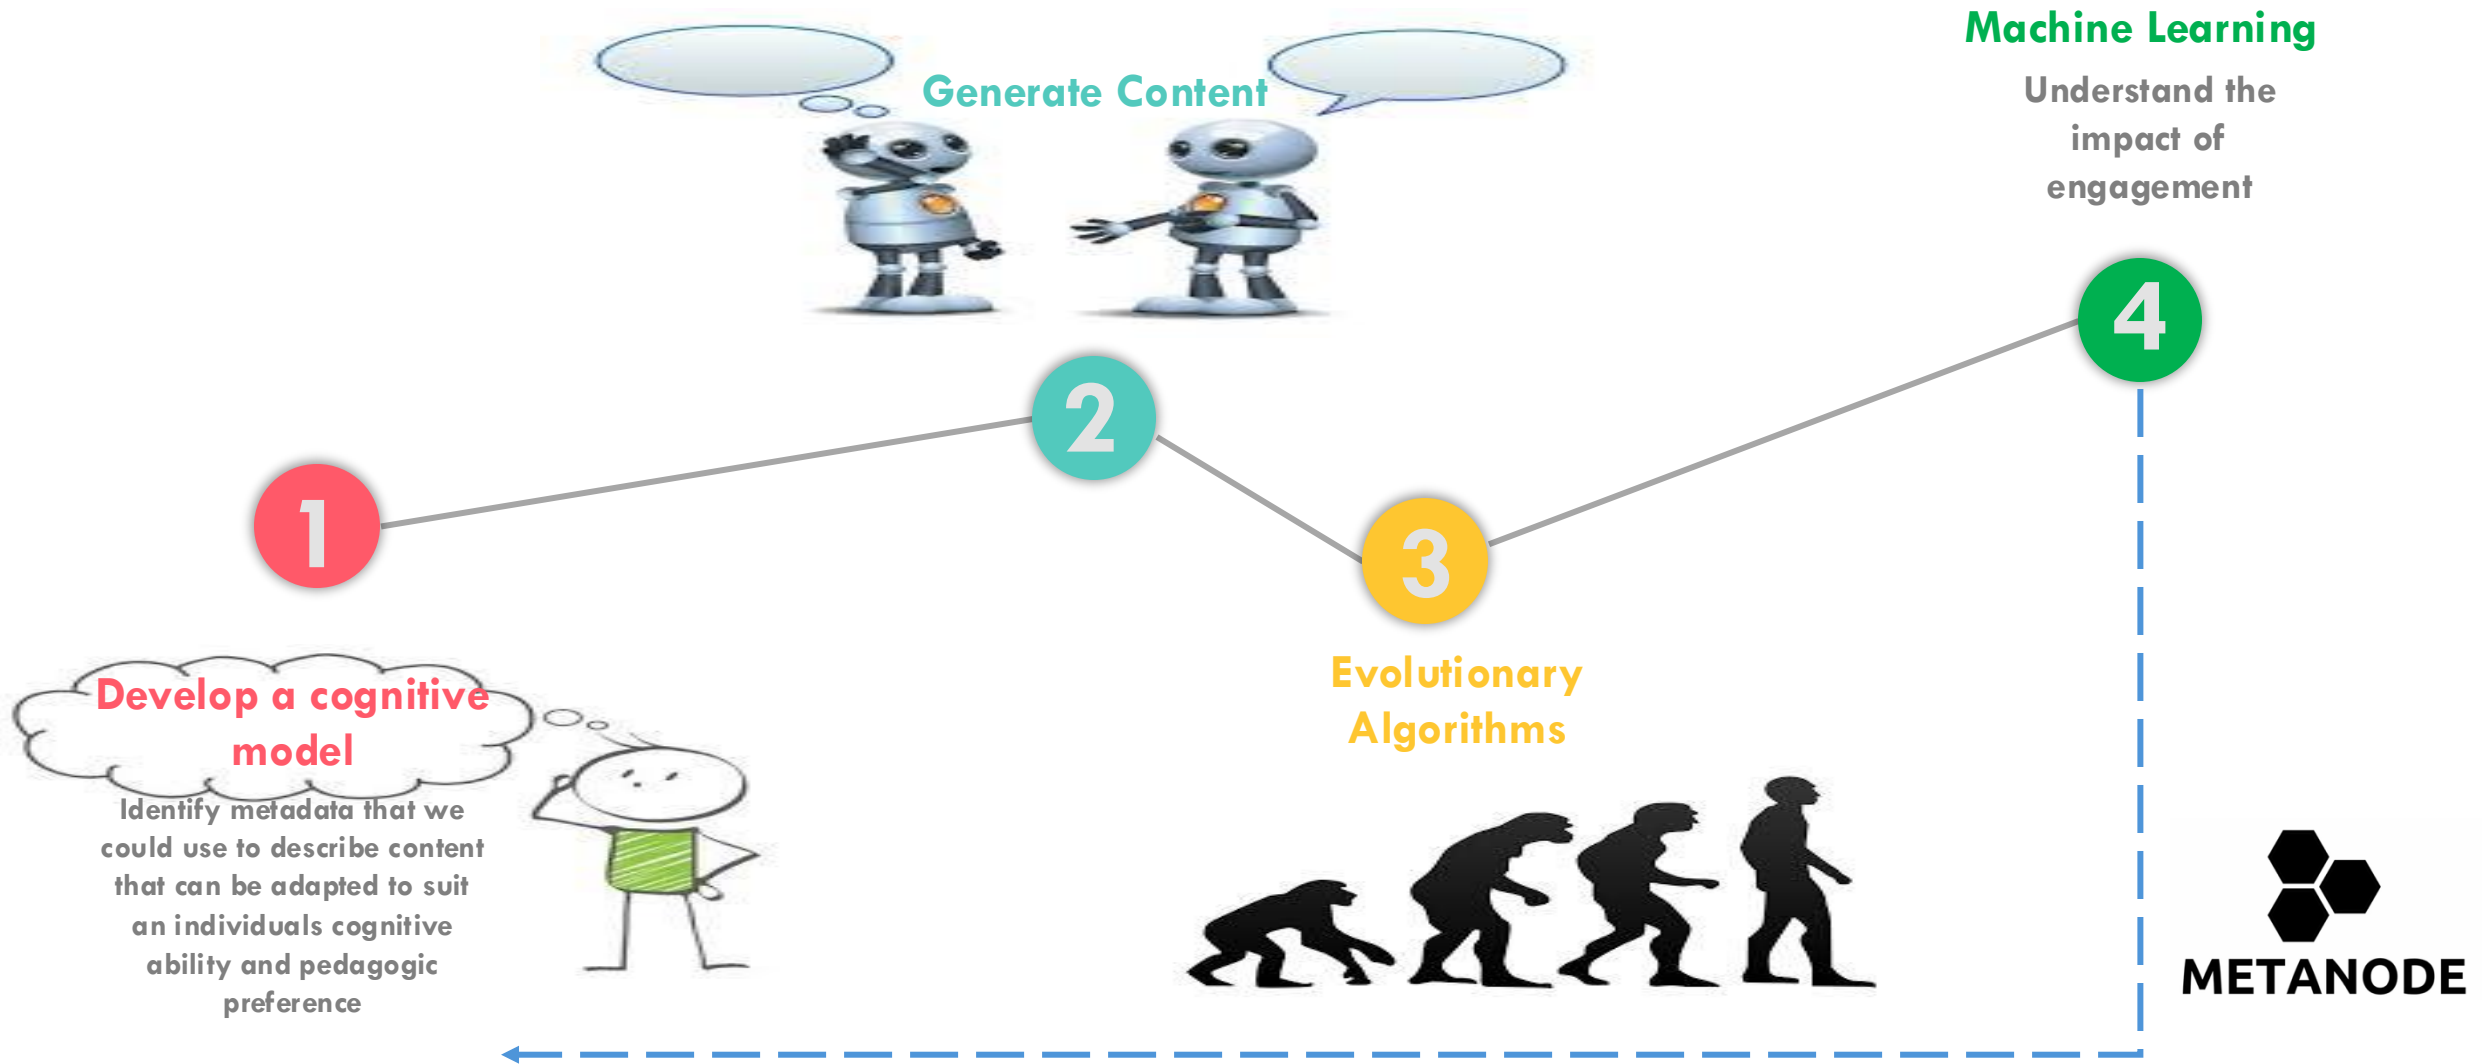 Machine Learning
Understand the
impact of
engagement
Generate Content
4
2
1
3
Evolutionary
Algorithms
Develop a cognitive
model
Identify metadata that we
could use to describe content
that can be adapted to suit
an individuals cognitive
ability and pedagogic
preference
METANODE